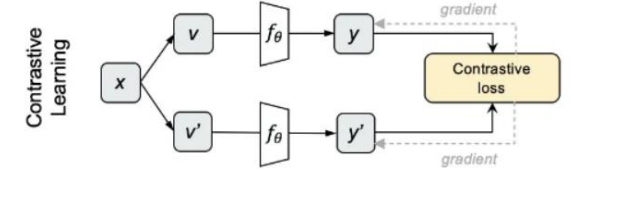 Contrastive
Learning
x
v
fθ
y
gradient
Contrastive
loss
v'
fθ
y'
gradient